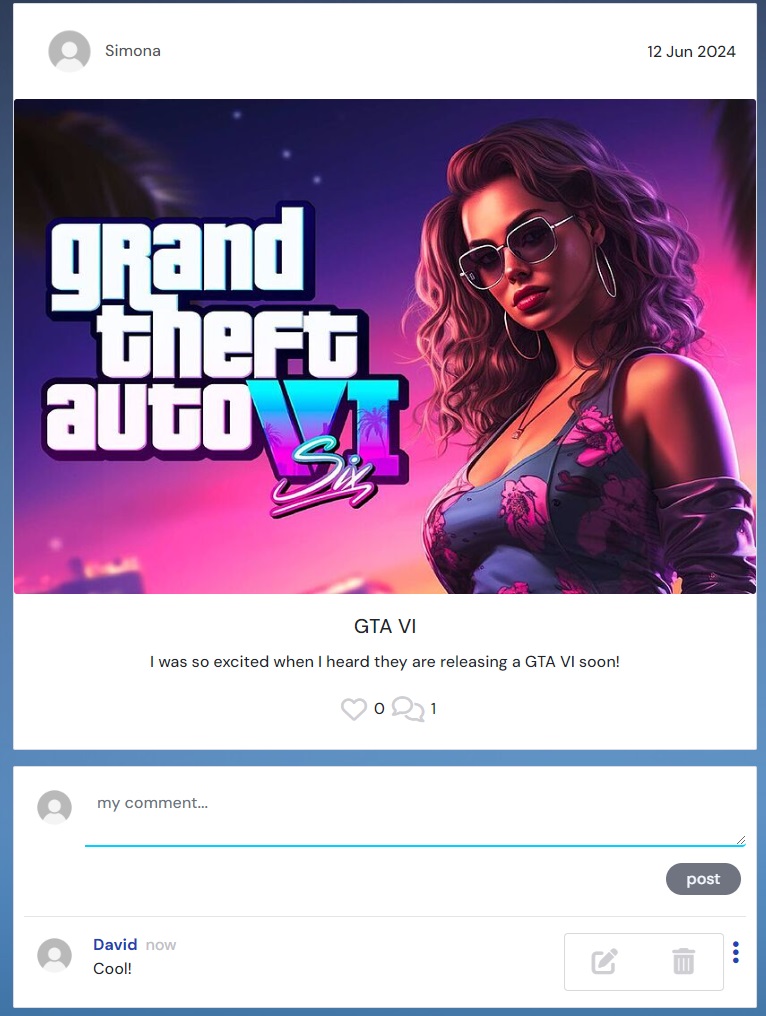 Simona
12 Jun 2024
grand
theft
auto VI
Six
GTA VI
I was so excited when I heard they are releasing a GTA VI soon!
0 1
my comment...
post
David now
Cool!